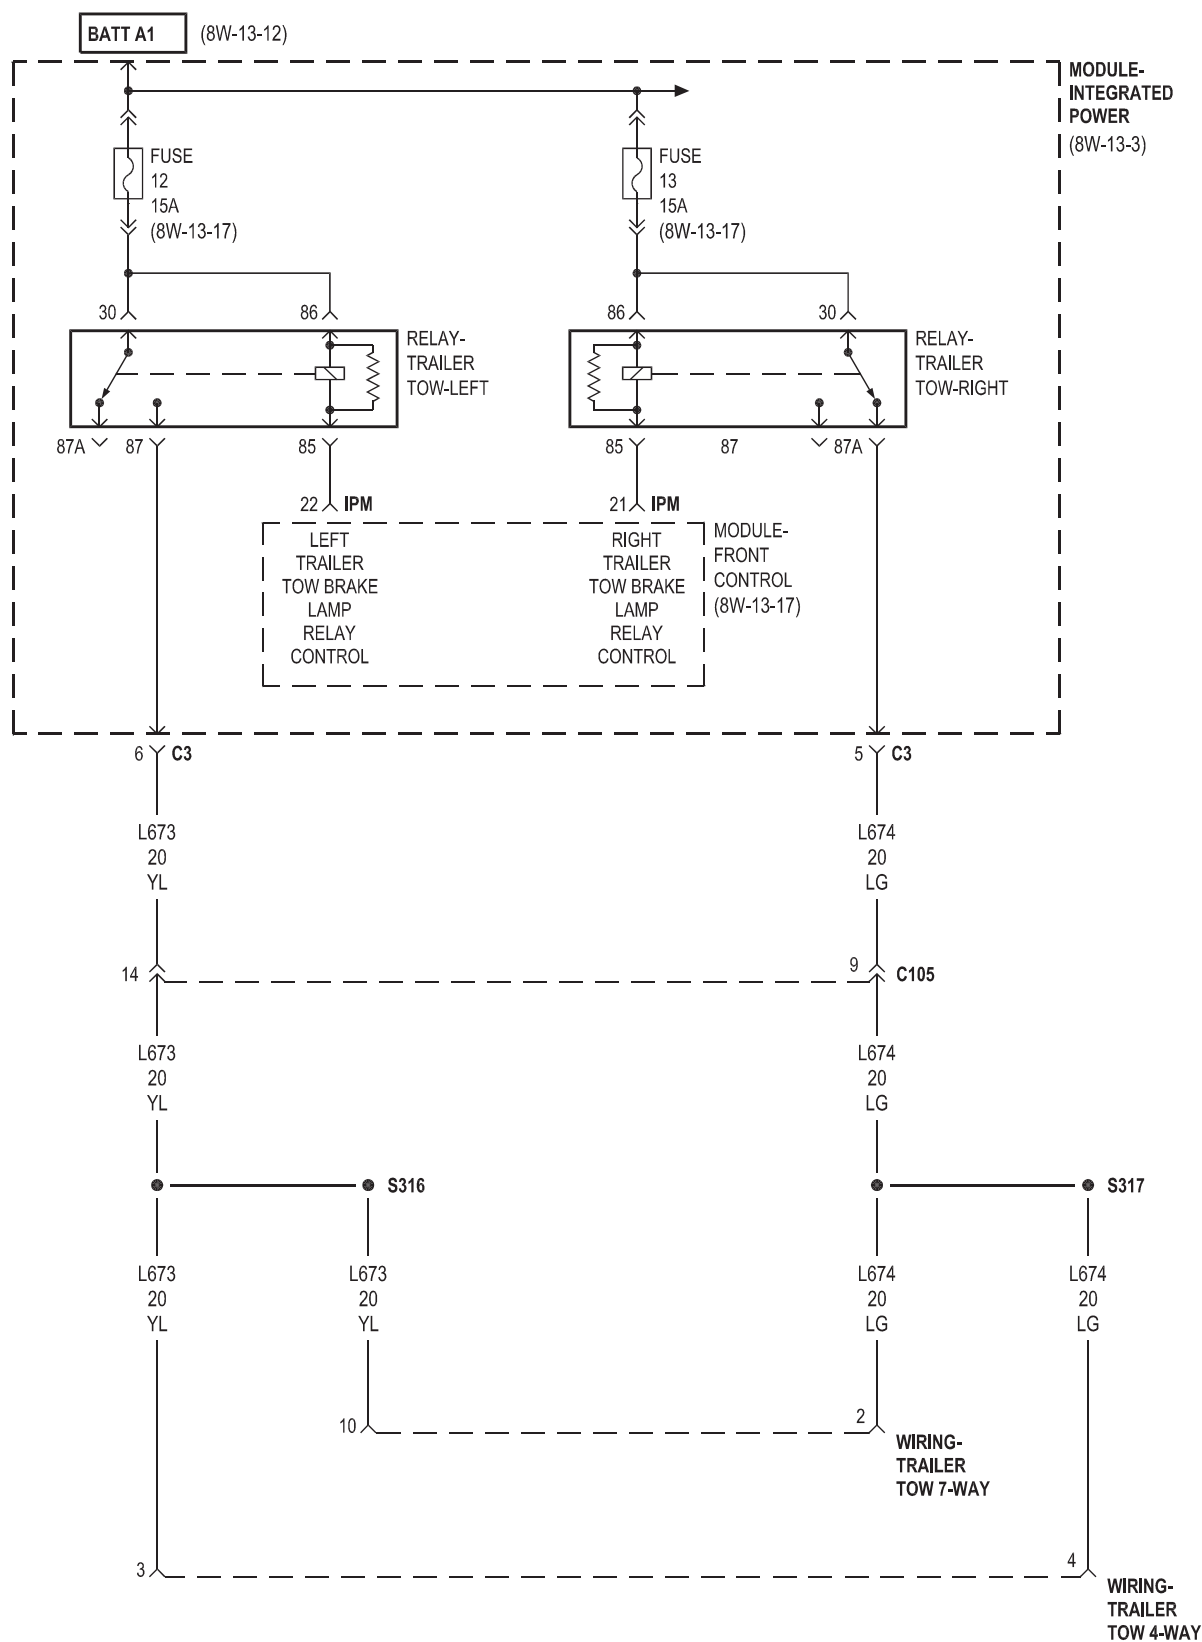 BATT A1 (8W-13-12)
MODULE-
INTEGRATED
POWER
(8W-13-3)
FUSE
12
15A
(8W-13-17)
FUSE
13
15A
(8W-13-17)
30 86 86 30
RELAY-
TRAILER
TOW-LEFT
RELAY-
TRAILER
TOW-RIGHT
87A 87 85 85 87 87A
22 IPM 21 IPM
LEFT
TRAILER
TOW BRAKE
LAMP
RELAY
CONTROL
RIGHT
TRAILER
TOW BRAKE
LAMP
RELAY
CONTROL
MODULE-
FRONT
CONTROL
(8W-13-17)
6 C3 5 C3
L673
20
YL
L674
20
LG
14 9 C105
L673
20
YL
L674
20
LG
S316 S317
L673
20
YL
L673
20
YL
L674
20
LG
L674
20
LG
10 2
WIRING-
TRAILER
TOW 7-WAY
3 4
WIRING-
TRAILER
TOW 4-WAY